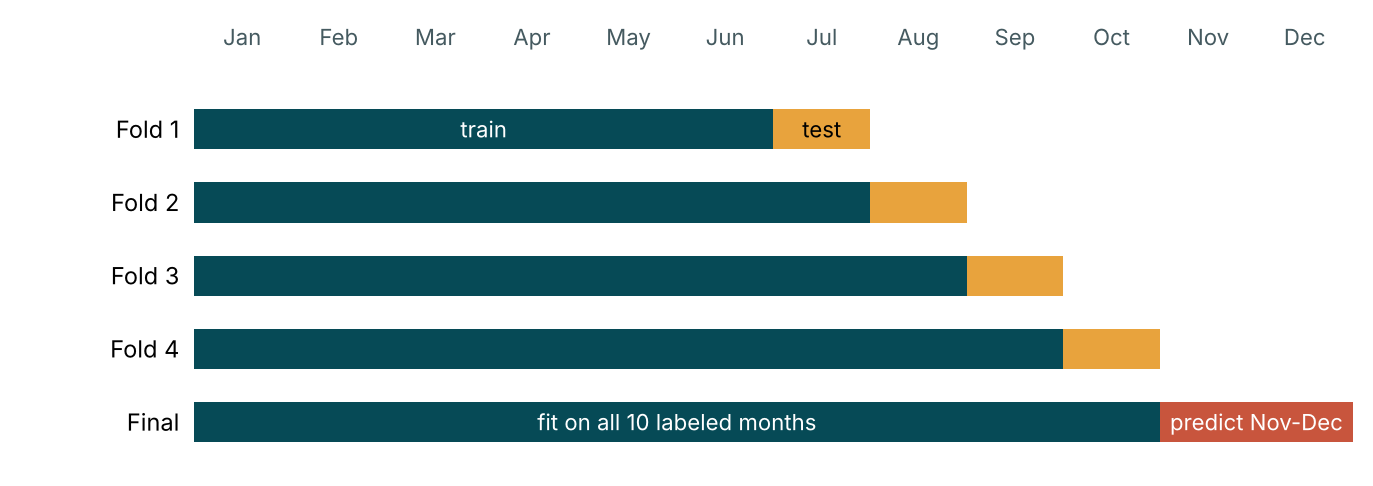 Jan Feb Mar Apr May Jun Jul Aug Sep Oct Nov Dec
Fold 1 train test
Fold 2
Fold 3
Fold 4
Final fit on all 10 labeled months predict Nov-Dec